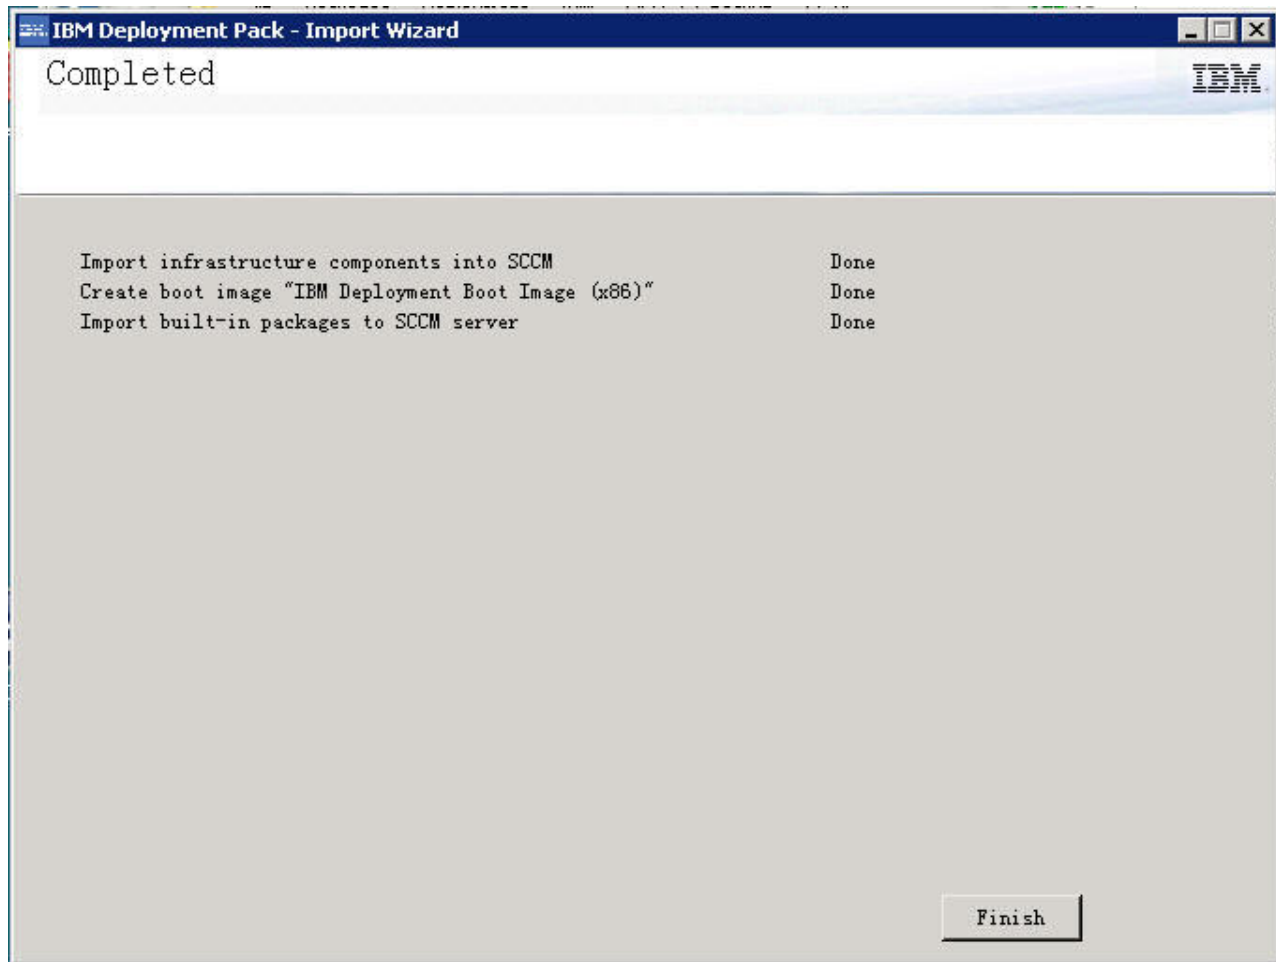 IBM Deployment Pack - Import Wizard
Completed
IBM
Import infrastructure components into SCCM Done
Create boot image "IBM Deployment Boot Image (x86)" Done
Import built-in packages to SCCM server Done
Finish